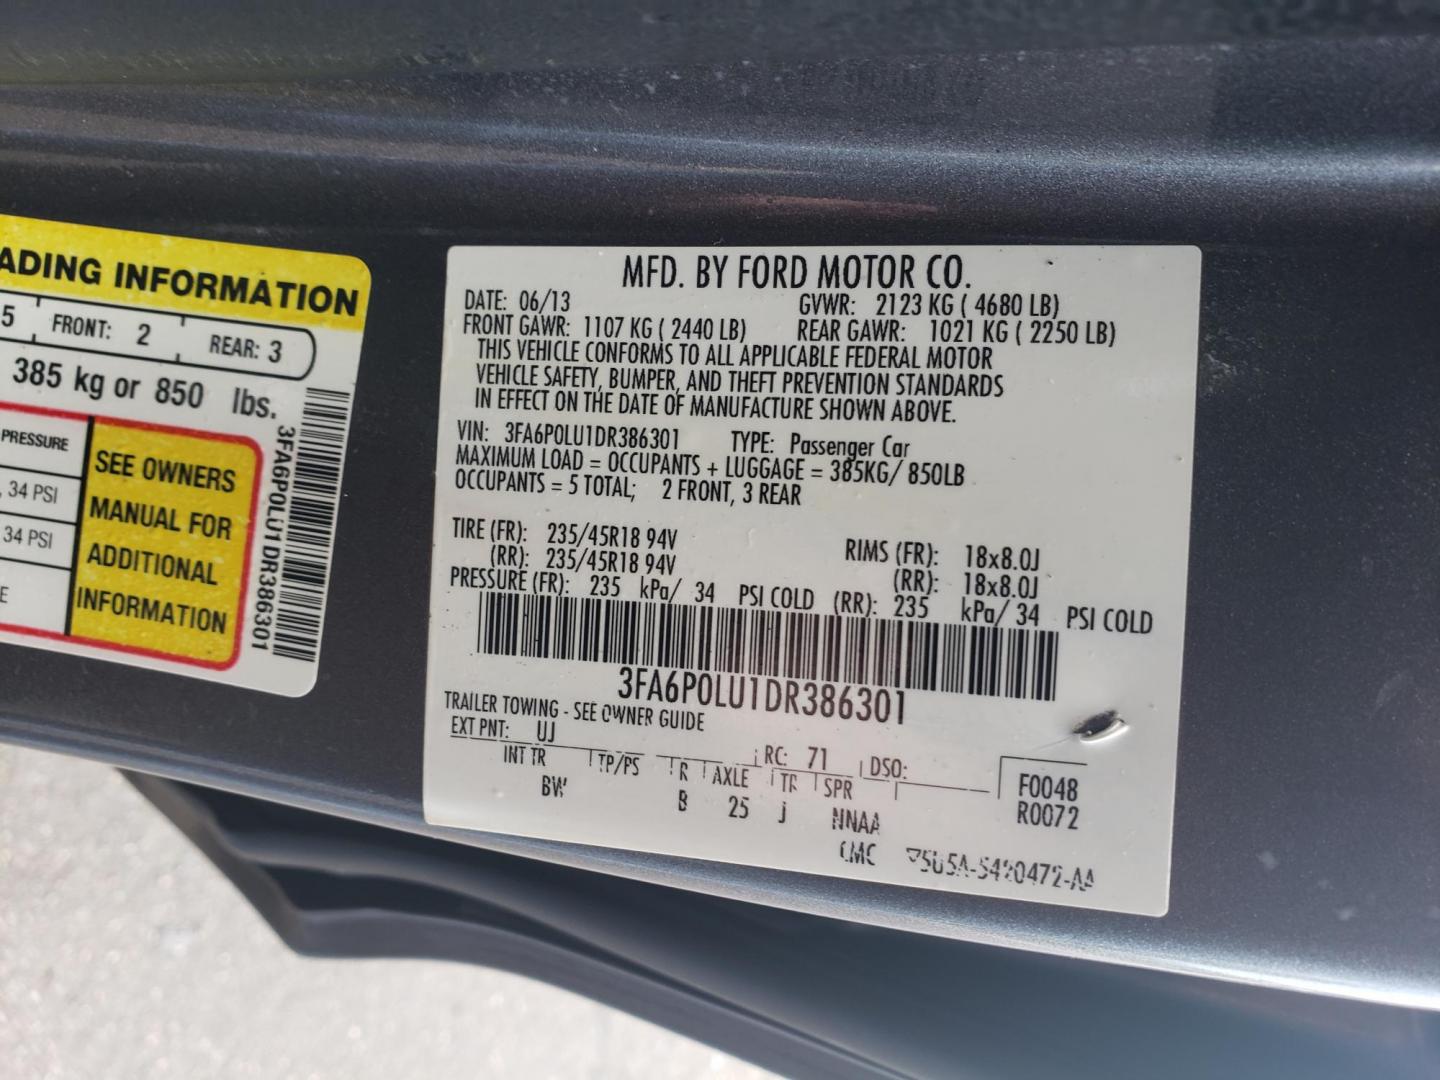 ADING INFORMATION
5 FRONT: 2 REAR: 3
385 kg or 850 lbs.
PRESSURE
, 34 PSI
34 PSI
E
SEE OWNERS
MANUAL FOR
ADDITIONAL
INFORMATION
3FA6P0LU1DR386301
MFD. BY FORD MOTOR CO.
DATE: 06/13 GVWR: 2123 KG ( 4680 LB)
FRONT GAWR: 1107 KG ( 2440 LB) REAR GAWR: 1021 KG ( 2250 LB)
THIS VEHICLE CONFORMS TO ALL APPLICABLE FEDERAL MOTOR
VEHICLE SAFETY, BUMPER, AND THEFT PREVENTION STANDARDS
IN EFFECT ON THE DATE OF MANUFACTURE SHOWN ABOVE.
VIN: 3FA6P0LU1DR386301 TYPE: Passenger Car
MAXIMUM LOAD = OCCUPANTS + LUGGAGE = 385KG/ 850LB
OCCUPANTS = 5 TOTAL; 2 FRONT, 3 REAR
TIRE (FR): 235/45R18 94V RIMS (FR): 18x8.0J
(RR): 235/45R18 94V (RR): 18x8.0J
PRESSURE (FR): 235 kPa/ 34 PSI COLD (RR): 235 kPa/ 34 PSI COLD
3FA6P0LU1DR386301
TRAILER TOWING - SEE OWNER GUIDE
EXT PNT: UJ RC: 71 DSO:
INT TR TP/PS R AXLE TR SPR F0048
BW B 25 J NNAA R0072
CMC